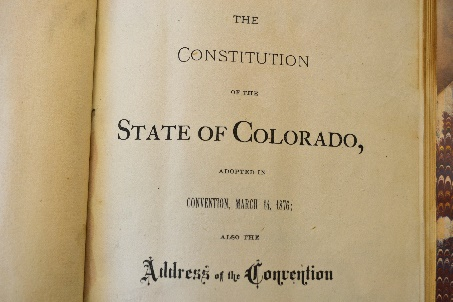 THE
CONSTITUTION
OF THE
STATE OF COLORADO,
ADOPTED IN
CONVENTION, MARCH 14, 1876;
ALSO THE
Address of the Convention